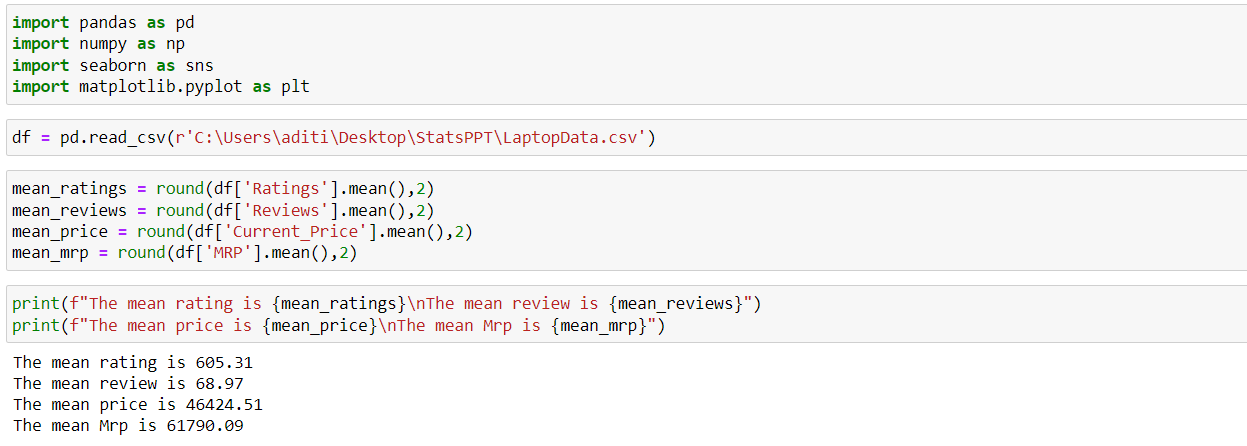 import pandas as pd
import numpy as np
import seaborn as sns
import matplotlib.pyplot as plt
df = pd.read_csv(r'C:\Users\aditi\Desktop\StatsPPT\LaptopData.csv')
mean_ratings = round(df['Ratings'].mean(),2)
mean_reviews = round(df['Reviews'].mean(),2)
mean_price = round(df['Current_Price'].mean(),2)
mean_mrp = round(df['MRP'].mean(),2)
print(f"The mean rating is {mean_ratings}\nThe mean review is {mean_reviews}")
print(f"The mean price is {mean_price}\nThe mean Mrp is {mean_mrp}")
The mean rating is 605.31
The mean review is 68.97
The mean price is 46424.51
The mean Mrp is 61790.09